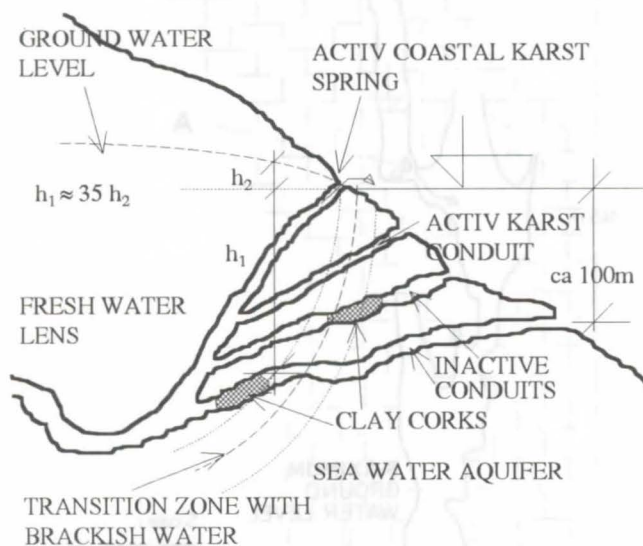 GROUND WATER
LEVEL
ACTIV COASTAL KARST
SPRING
h₁ ≈ 35 h₂
h₂
h₁
ACTIV KARST
CONDUIT
ca 100m
FRESH WATER
LENS
INACTIVE
CONDUITS
CLAY CORKS
SEA WATER AQUIFER
TRANSITION ZONE WITH
BRACKISH WATER